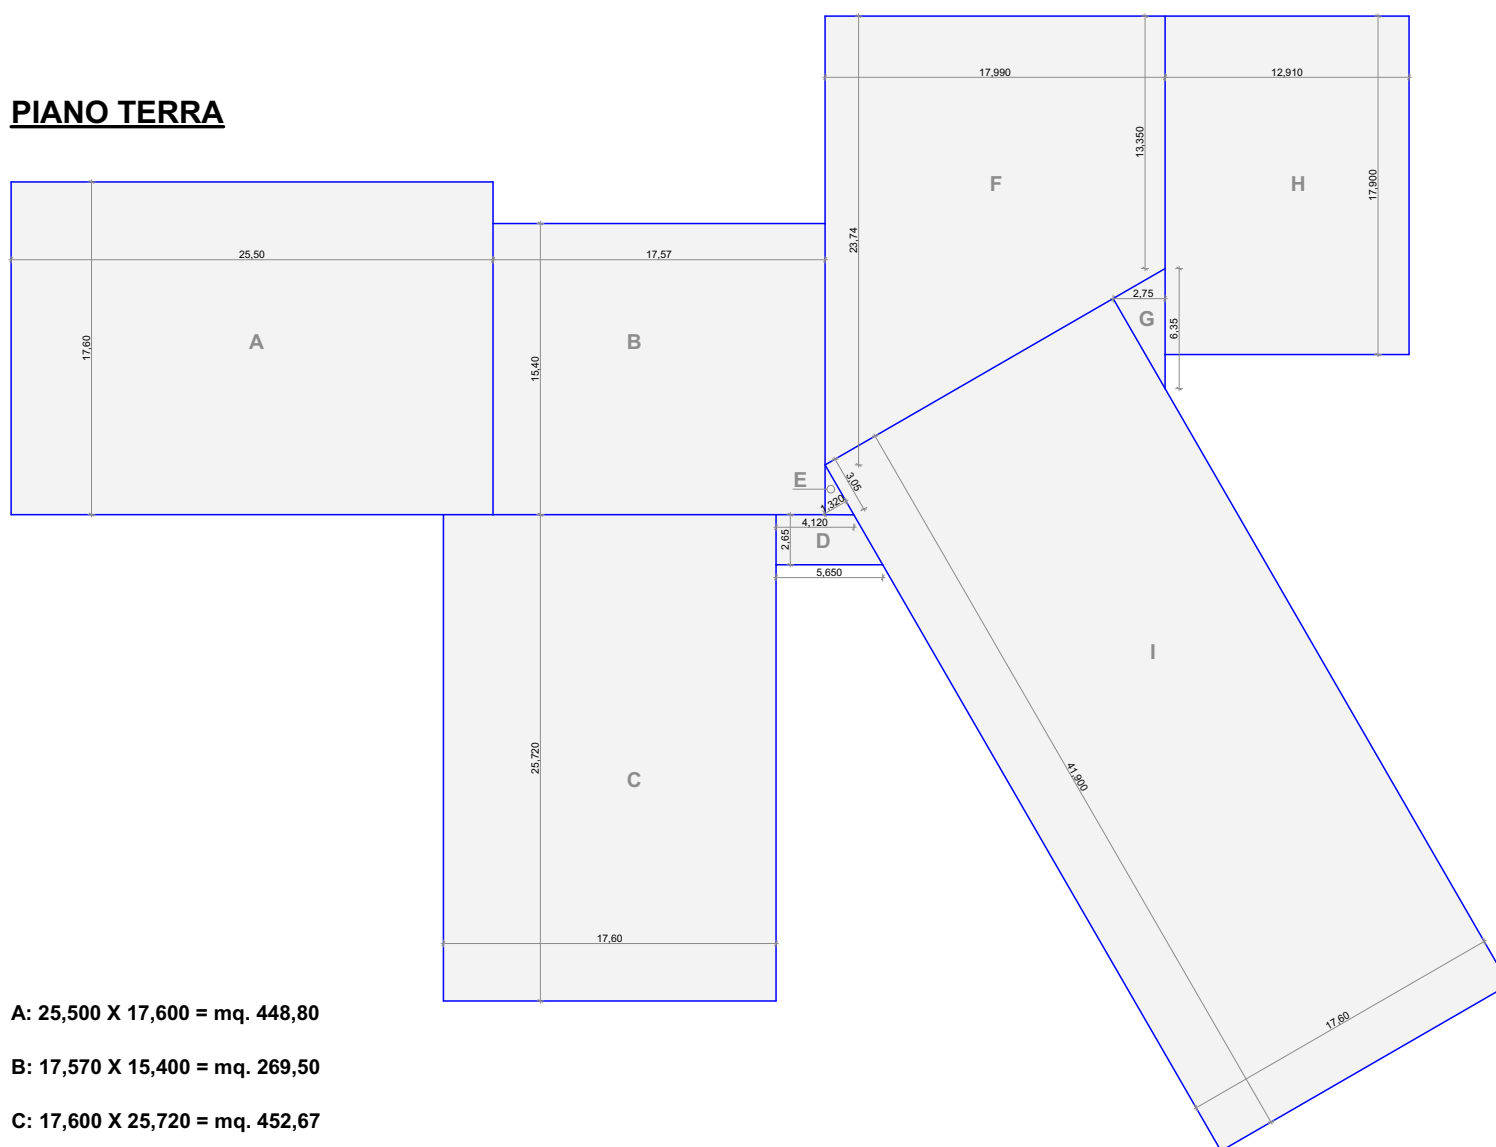 17,990
12,910
PIANO TERRA
13,350
17,900
F
H
23,74
25,50
17,57
2,75
G
6,35
17,60
A
B
15,40
E
3,05
1,320
4,120
2,65
D
5,650
I
25,720
C
41,900
17,60
17,60
A: 25,500 X 17,600 = mq. 448,80
B: 17,570 X 15,400 = mq. 269,50
C: 17,600 X 25,720 = mq. 452,67